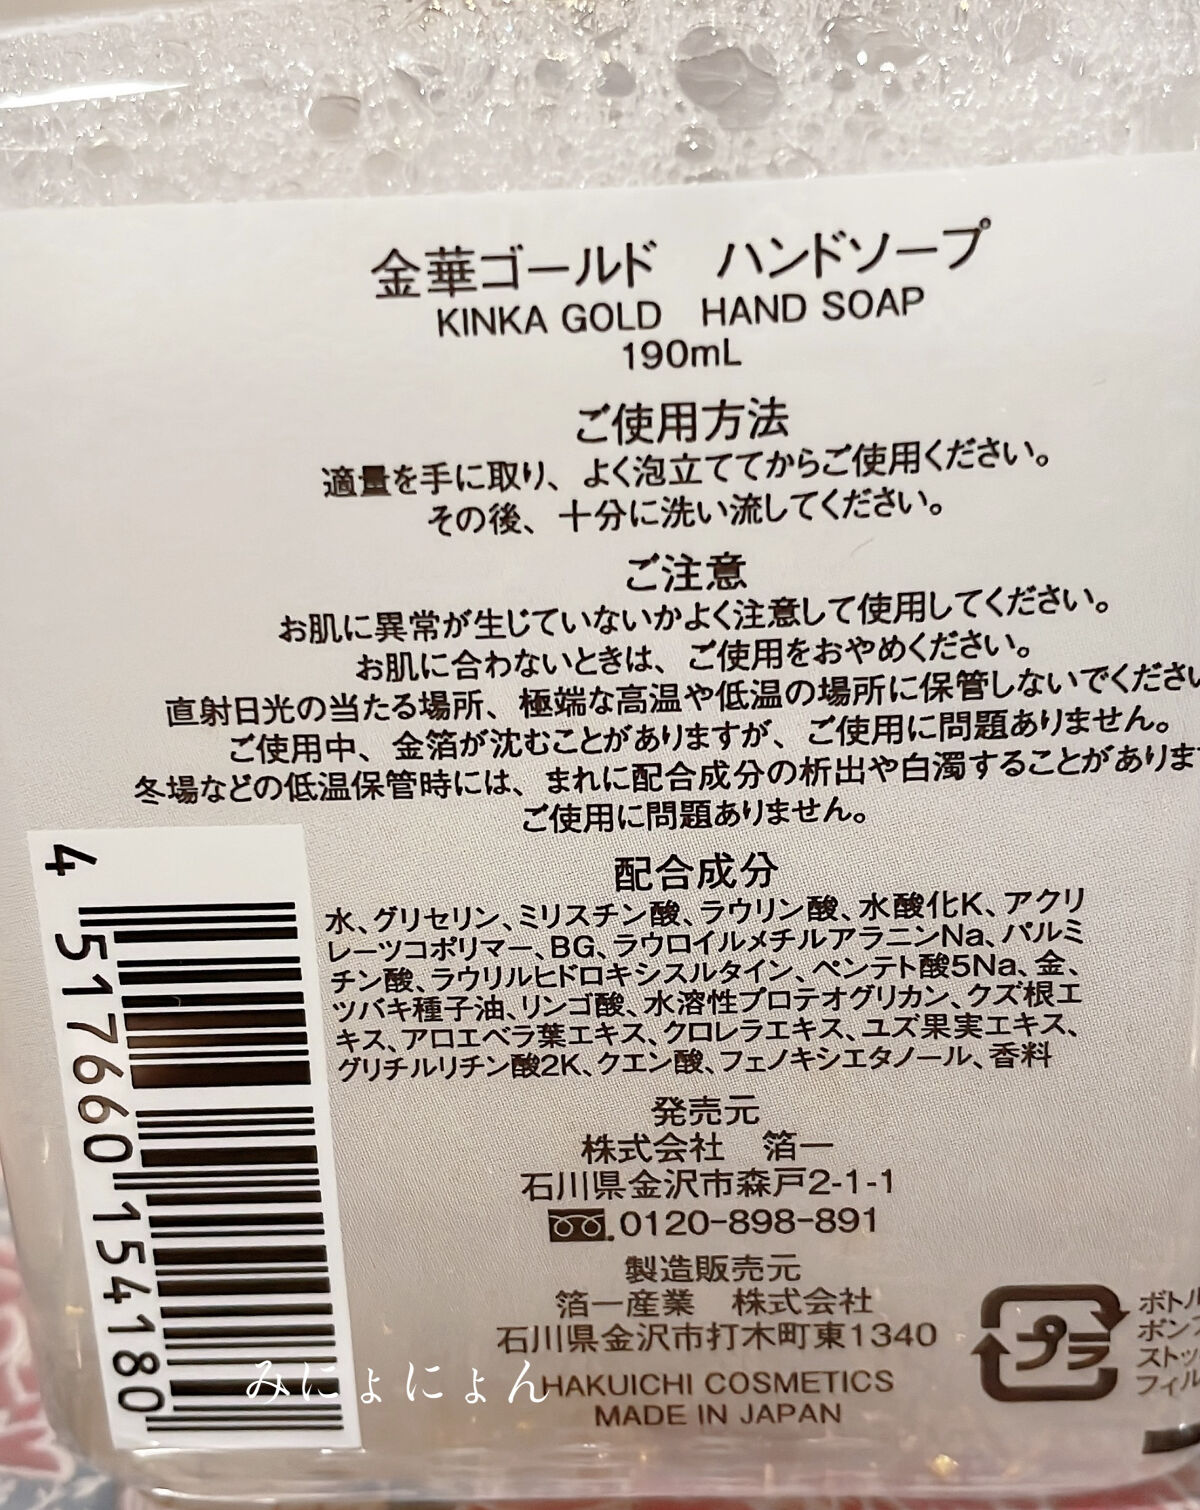 金華ゴールド　ハンドソープ
KINKA GOLD　HAND SOAP
190mL
ご使用方法
適量を手に取り、よく泡立ててからご使用ください。
その後、十分に洗い流してください。
ご注意
お肌に異常が生じていないかよく注意して使用してください。
お肌に合わないときは、ご使用をおやめください。
直射日光の当たる場所、極端な高温や低温の場所に保管しないでくださ
ご使用中、金箔が沈むことがありますが、ご使用に問題ありません。
冬場などの低温保管時には、まれに配合成分の析出や白濁することがありま
ご使用に問題ありません。
配合成分
水、グリセリン、ミリスチン酸、ラウリン酸、水酸化K、アクリ
レーツコポリマー、BG、ラウロイルメチルアラニンNa、パルミ
チン酸、ラウリルヒドロキシスルタイン、ペンテト酸5Na、金、
ツバキ種子油、リンゴ酸、水溶性プロテオグリカン、クズ根エ
キス、アロエベラ葉エキス、クロレラエキス、ユズ果実エキス、
グリチルリチン酸2K、クエン酸、フェノキシエタノール、香料
発売元
株式会社　箔一
石川県金沢市森戸2-1-1
0120-898-891
製造販売元
箔一産業　株式会社
石川県金沢市打木町東1340
HAKUICHI COSMETICS
MADE IN JAPAN
4 517660 154180
プラ
ボトル
ポンプ
ストッ
フィル
みにょにょん